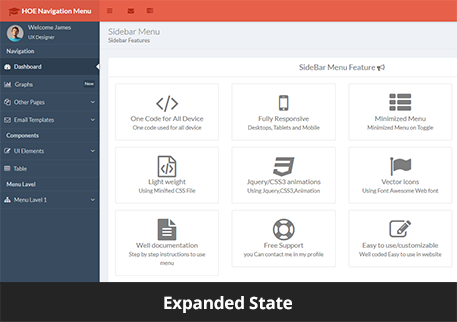 HOE Navigation Menu
Welcome James
UX Designer
Navigation
Dashboard
Graphs
New
Other Pages
Email Templates
Components
UI Elements
Table
Menu Level
Menu Level 1
Sidebar Menu
Sidebar Features
SideBar Menu Feature
One Code for All Device
One code used for all device
Fully Responsive
Desktops, Tablets and Mobile
Minimized Menu
Minimized Menu on Toggle
Light weight
Using Minified CSS File
Jquery/CSS3 animations
Using Jquery,CSS3,Animation
Vector icons
Using Font Awesome Web font
Well documentation
Step by step instructions to use
menu
Free Support
you Can contact me in my profile
Easy to use/customizable
Well coded Easy to use in website
Expanded State